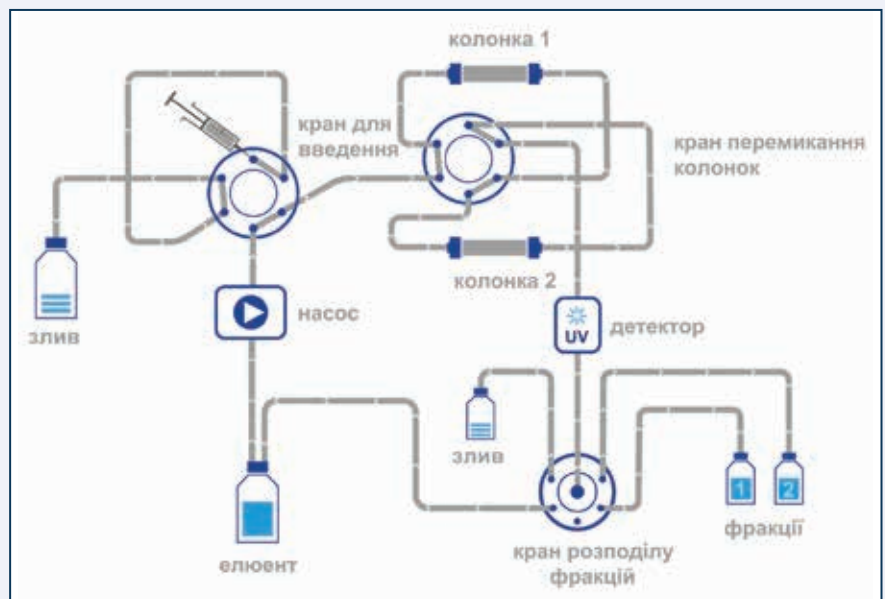 колонка 1
кран для
введення
кран перемикання
колонок
колонка 2
насос
злив
UV
детектор
злив
1
2
фракції
елюент
кран розподілу
фракцій